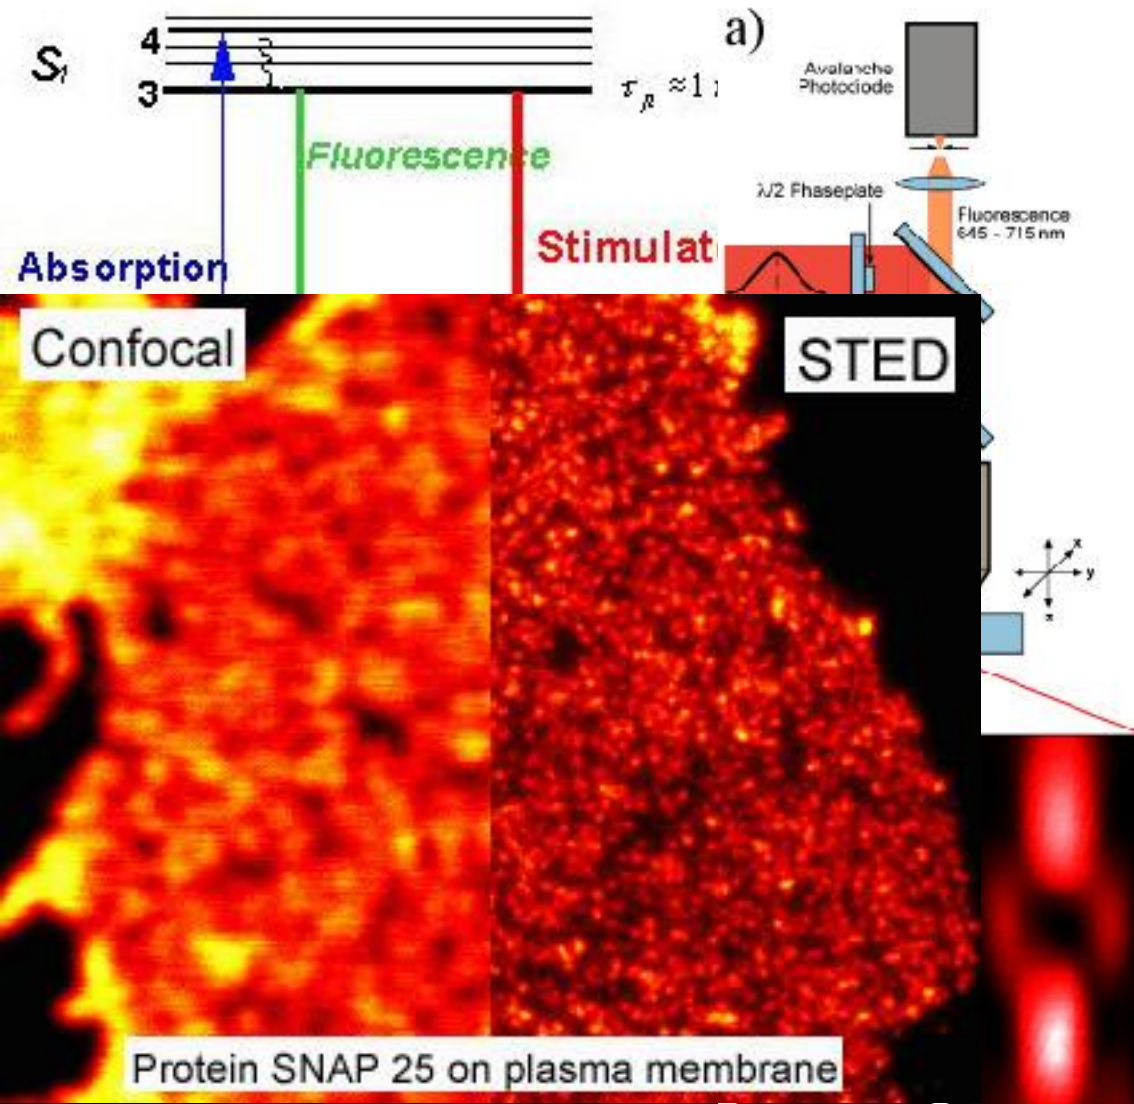 4
S1
3
τ ≈ 1
Fluorescence
Absorption
Stimulat
a)
Avalanche
Photodiode
λ/2 Phaseplate
Fluorescence
645 - 715 nm
Confocal
STED
x
y
z
Protein SNAP 25 on plasma membrane